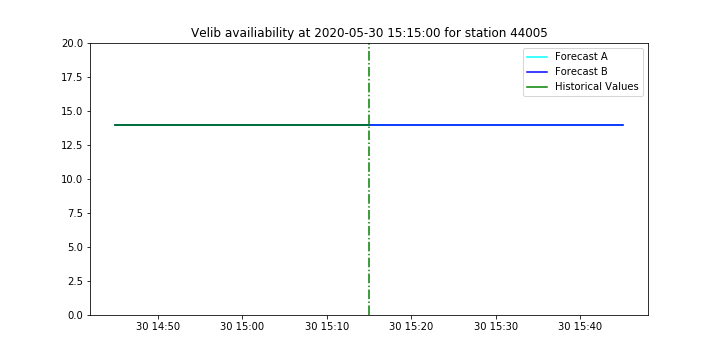 Velib availiability at 2020-05-30 15:15:00 for station 44005
20.0
17.5
15.0
12.5
10.0
7.5
5.0
2.5
0.0
Forecast A
Forecast B
Historical Values
30 14:50 30 15:00 30 15:10 30 15:20 30 15:30 30 15:40